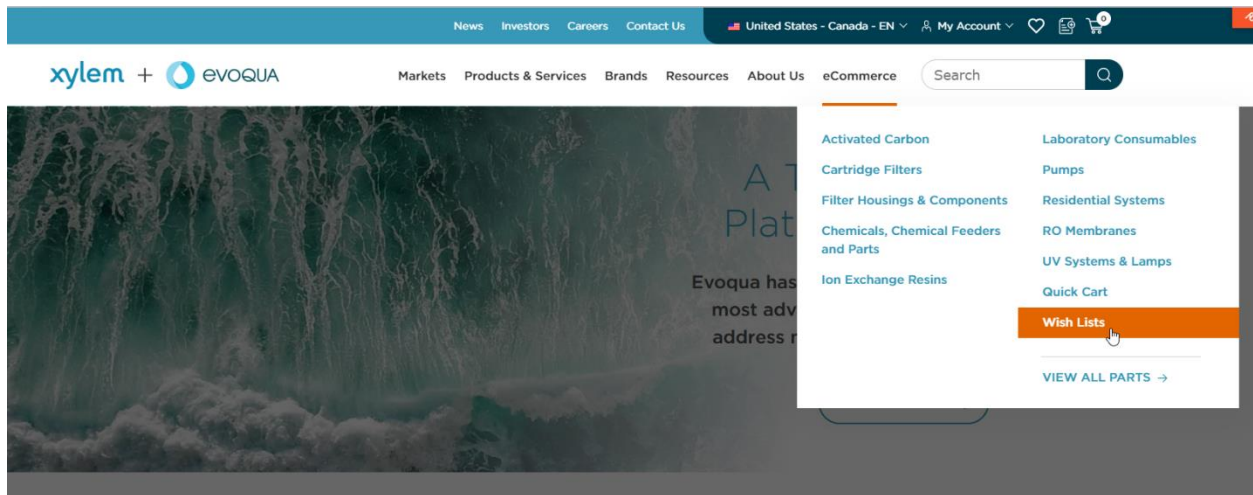 News Investors Careers Contact Us United States - Canada - EN My Account 0
xylem + evoqua Markets Products & Services Brands Resources About Us eCommerce Search
Activated Carbon Laboratory Consumables
Cartridge Filters Pumps
Filter Housings & Components Residential Systems
Chemicals, Chemical Feeders RO Membranes
and Parts
UV Systems & Lamps
Ion Exchange Resins
Quick Cart
Wish Lists
VIEW ALL PARTS →
A
Plat
Evoqua has
most adv
address